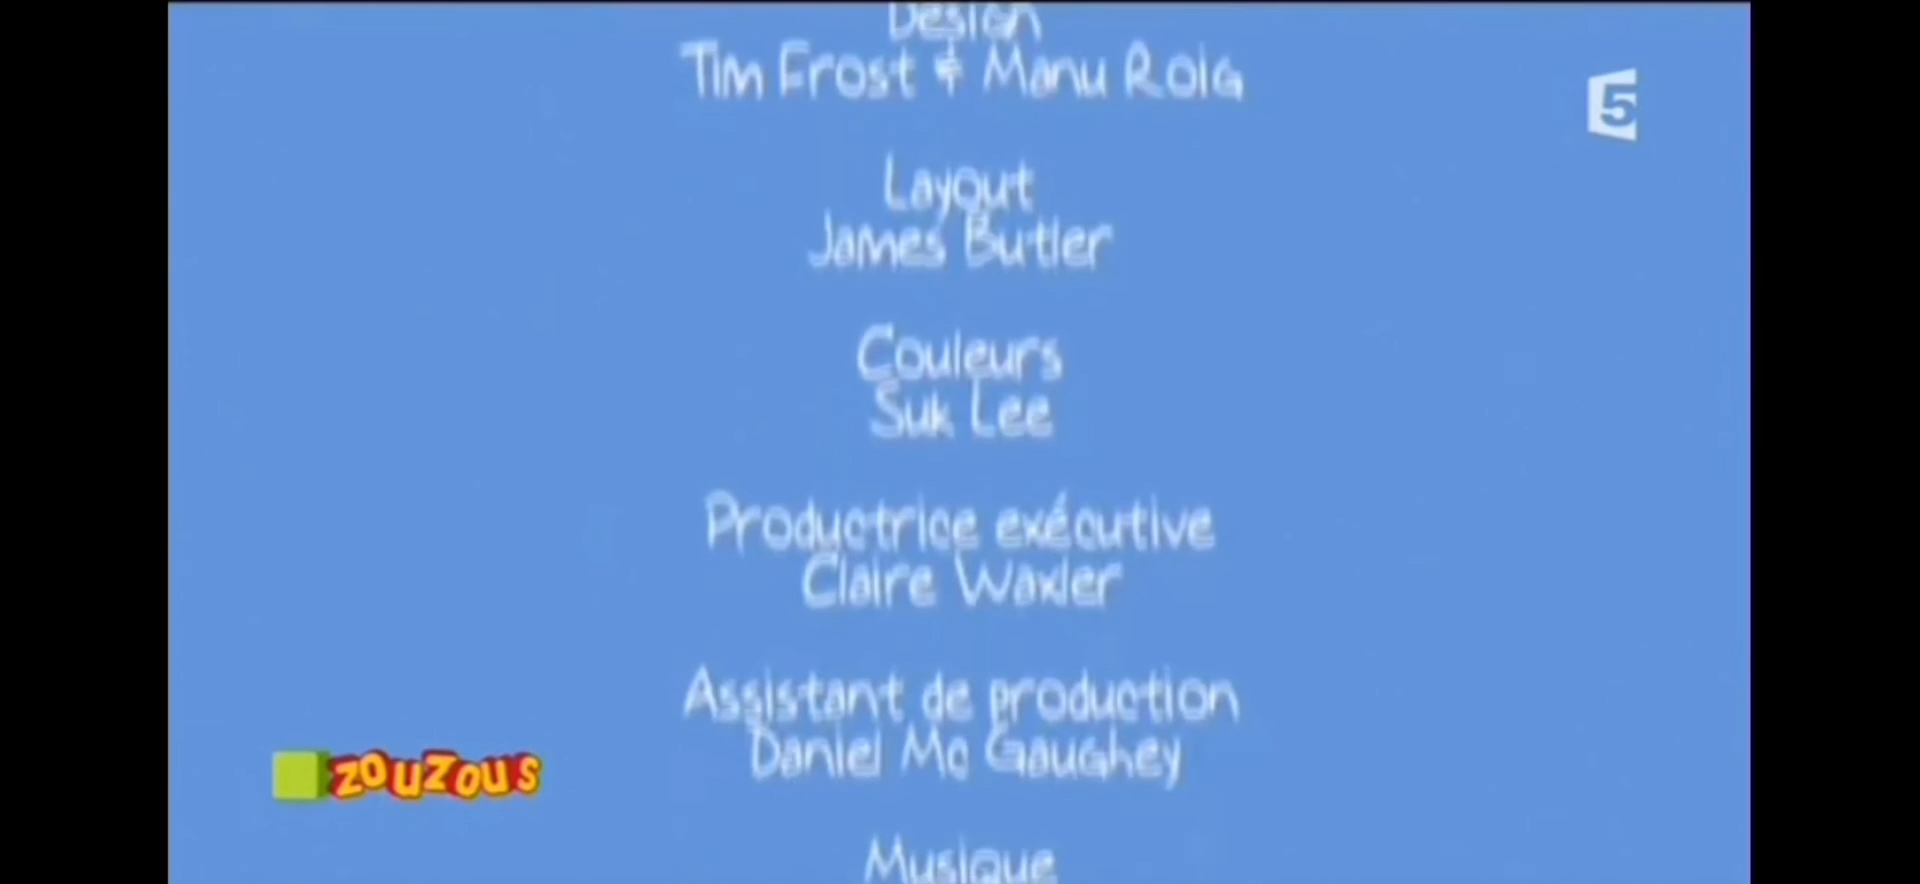 Design
Tim Frost & Manu Roig
5
Layout
James Butler
Couleurs
Suk Lee
Productrice exécutive
Claire Waxler
Assistant de production
Daniel Mc Gaughey
zouzous
Musique